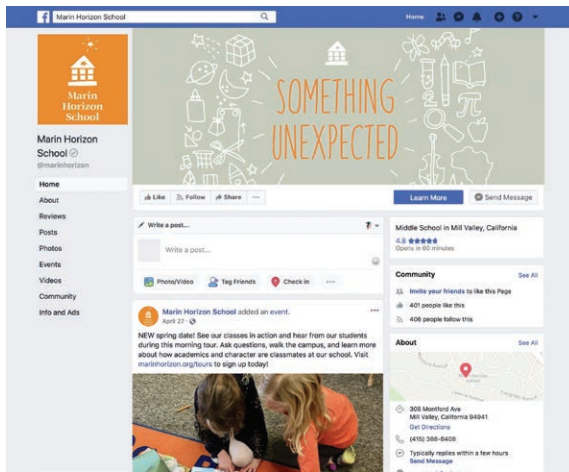 Marin Horizon School
Home
Marin
Horizon
School
SOMETHING
UNEXPECTED
Marin Horizon
School
@marinhorizon
Home
About
Reviews
Posts
Photos
Events
Videos
Community
Info and Ads
Like
Follow
Share
Learn More
Send Message
Write a post...
Write a post...
Photo/Video
Tag Friends
Check in
Marin Horizon School added an event.
April 27
NEW spring date! See our classes in action and hear from our students
during this morning tour. Ask questions, walk the campus, and learn more
about how academics and character are classmates at our school. Visit
marinhorizon.org/tours to sign up today!
Middle School in Mill Valley, California
4.8
Opens in 60 minutes
Community
See All
Invite your friends to like this Page
401 people like this
406 people follow this
About
See All
305 Montford Ave
Mill Valley, California 94941
Get Directions
(415) 388-8408
Typically replies within a few hours
Send Message